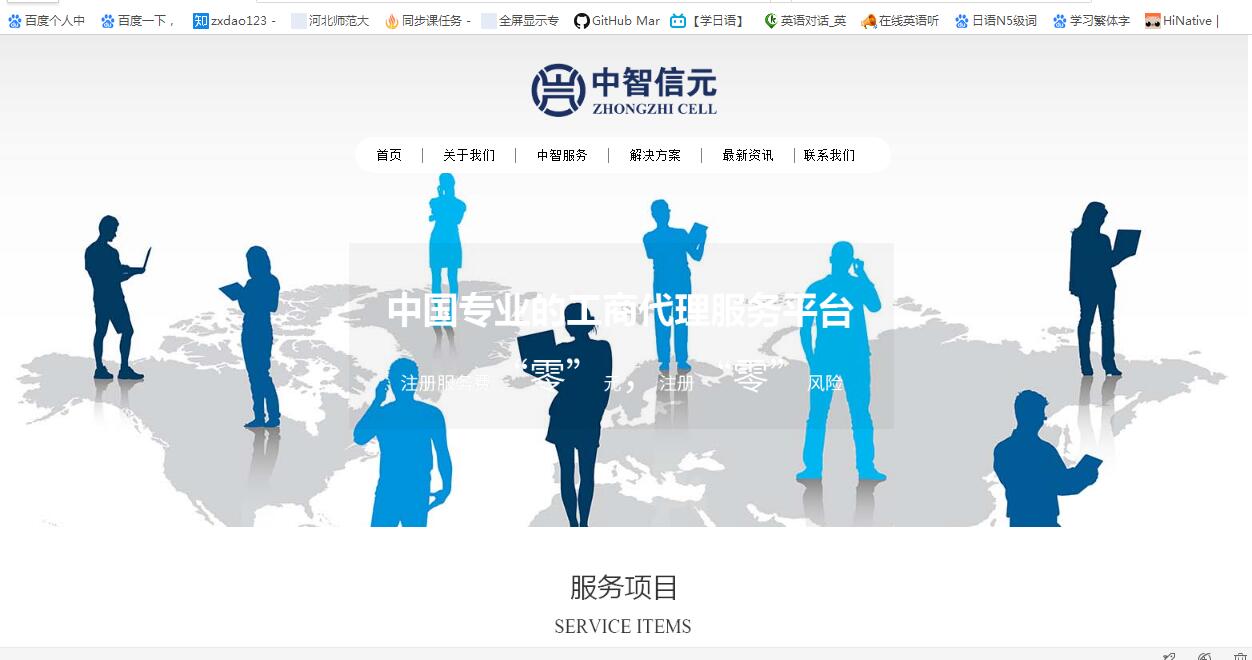 百度个人中 百度一下， 知 zxdao123 - 河北师范大 同步课任务 - 全屏显示专 GitHub Mar 【学日语】 英语对话_英 在线英语听 日语N5级词 学习繁体字 HiNative |
中智信元
ZHONGZHI CELL
首页 | 关于我们 | 中智服务 | 解决方案 | 最新资讯 | 联系我们
中国专业的工商代理服务平台
注册服务费 “零” 元， 注册 “零” 风险
服务项目
SERVICE ITEMS